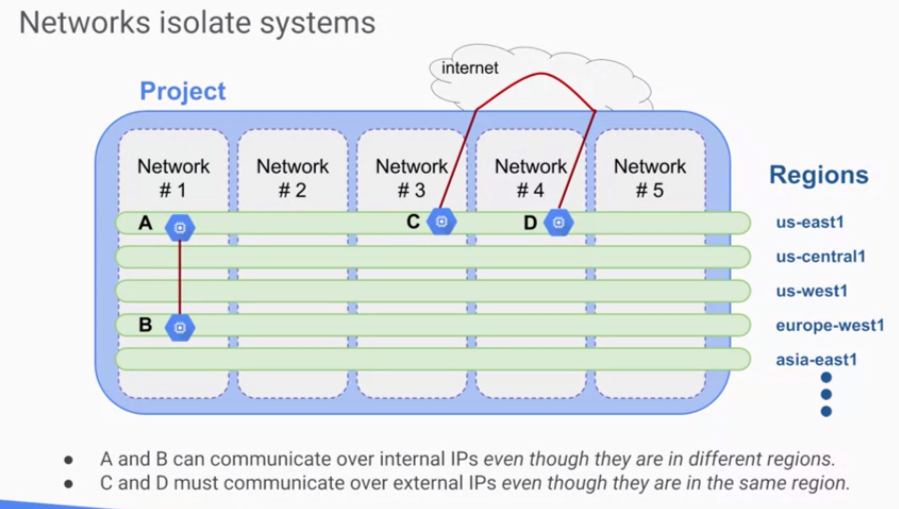 Networks isolate systems
internet
Project
Network
# 1
Network
# 2
Network
# 3
Network
# 4
Network
# 5
Regions
A
C
D
us-east1
us-central1
us-west1
B
europe-west1
asia-east1
● A and B can communicate over internal IPs even though they are in different regions.
● C and D must communicate over external IPs even though they are in the same region.